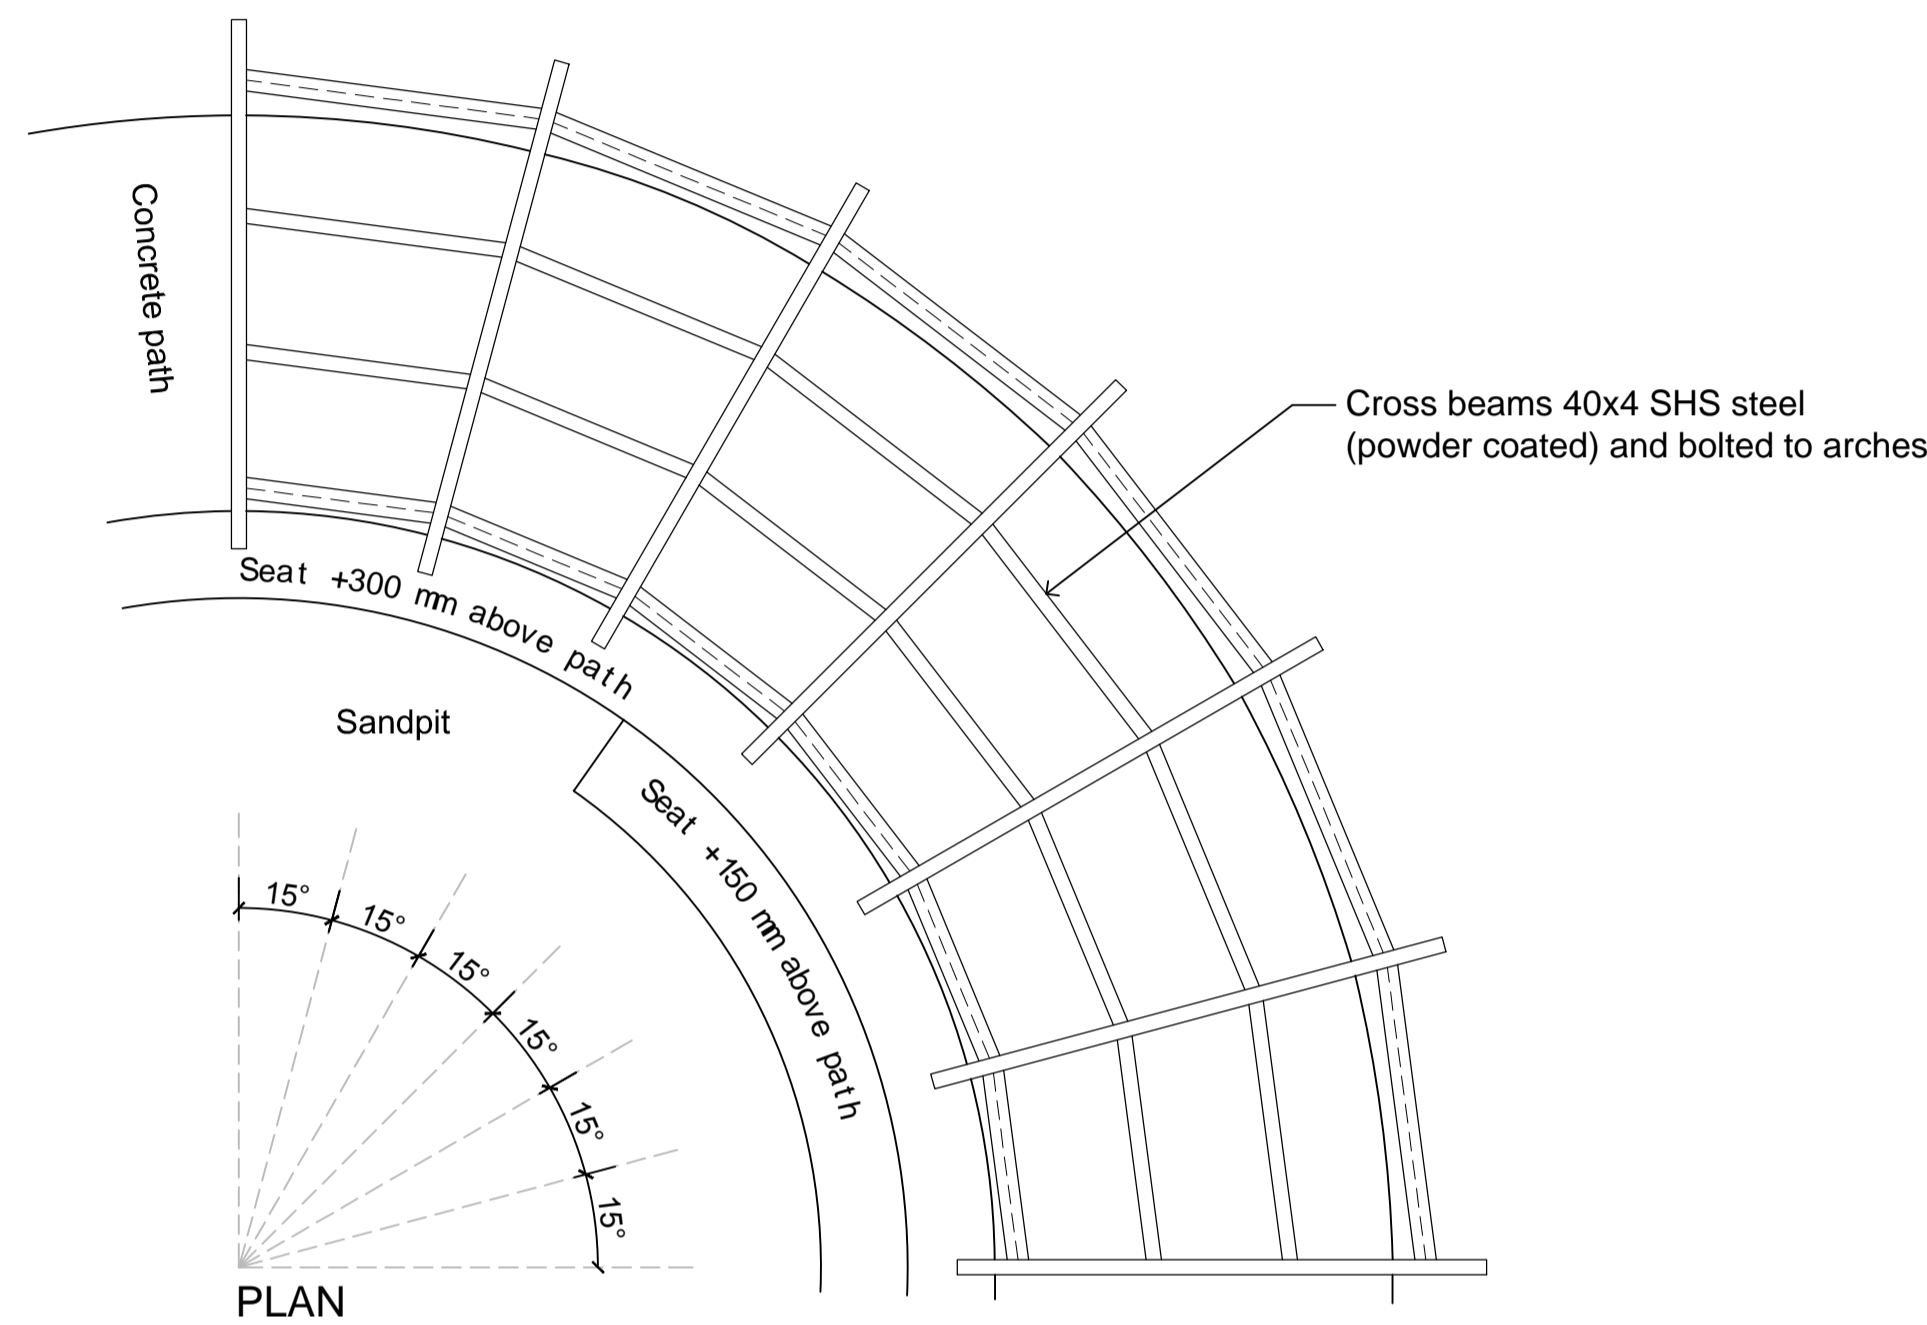 Concrete path
Cross beams 40x4 SHS steel
(powder coated) and bolted to arches
Seat +300 mm above path
Sandpit
Seat +150 mm above path
15°
15°
15°
15°
15°
15°
PLAN